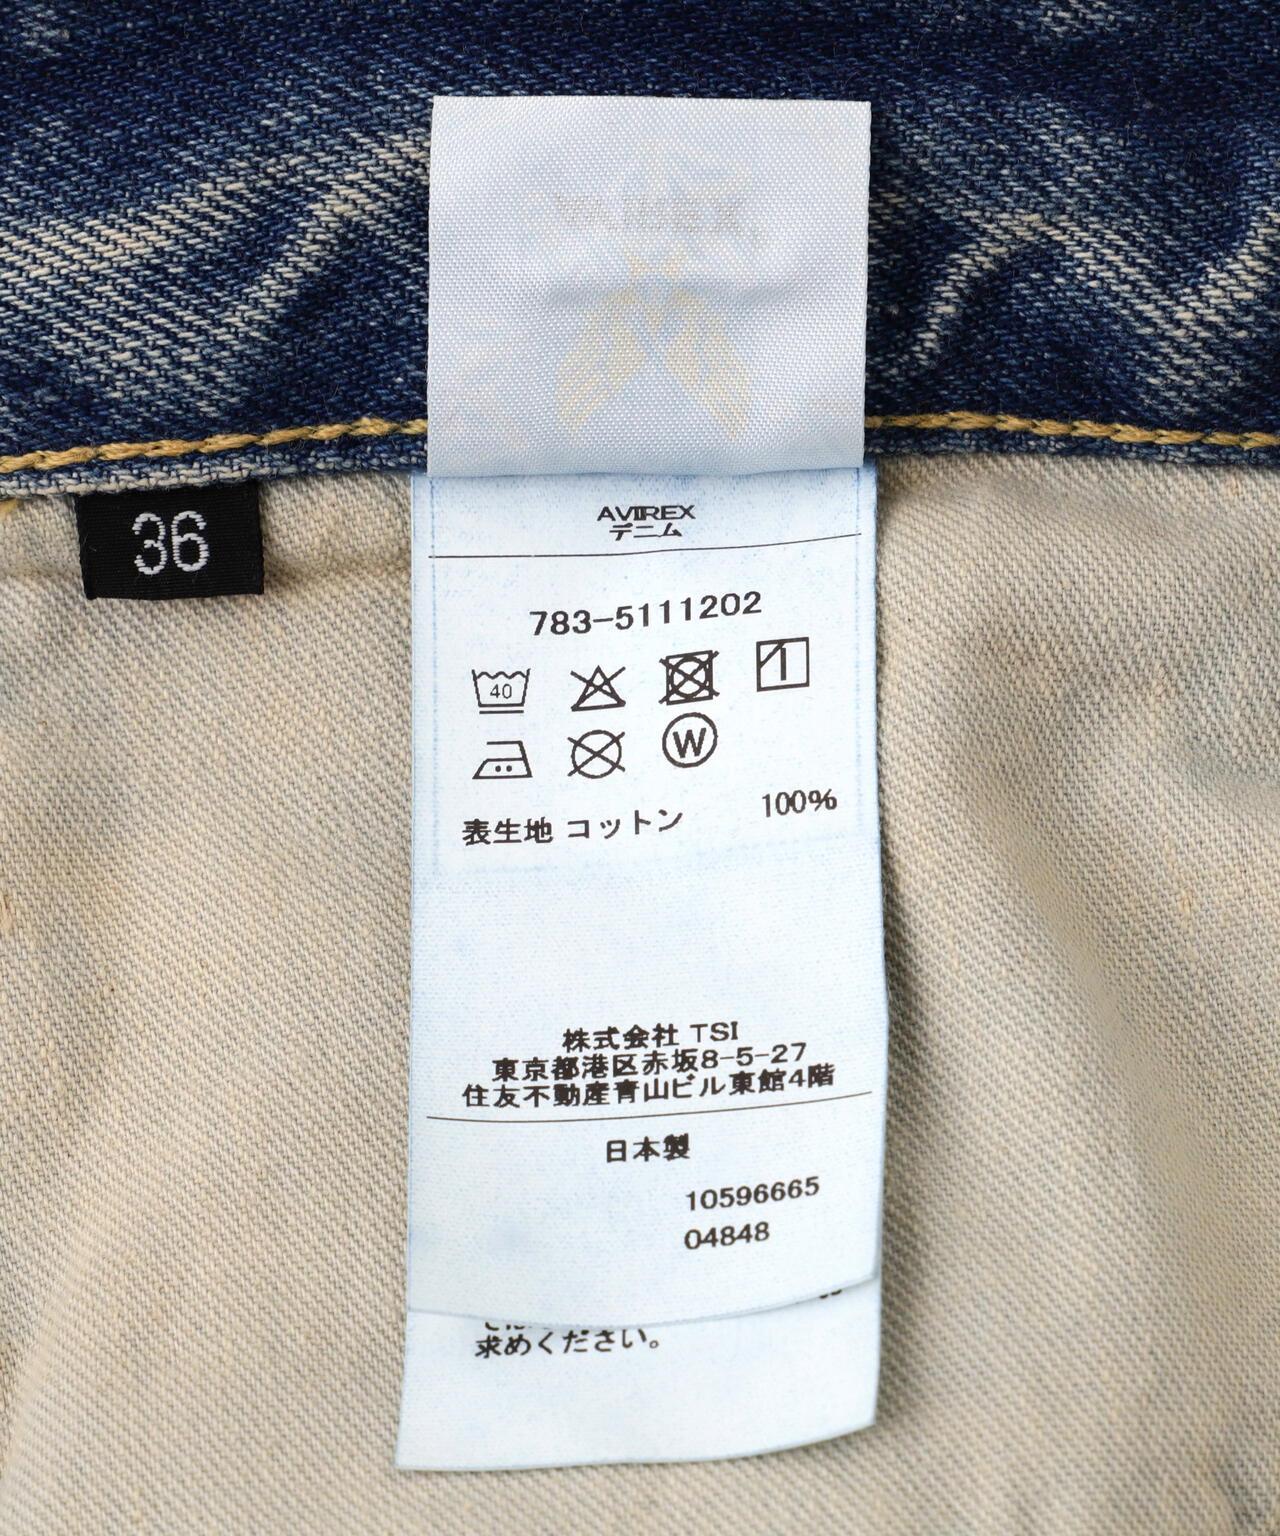 36
AVIREX
デニム
783-5111202
40
W
表生地 コットン 100%
株式会社 TSI
東京都港区赤坂8-5-27
住友不動産青山ビル東館4階
日本製
10596665
04848
求めください。